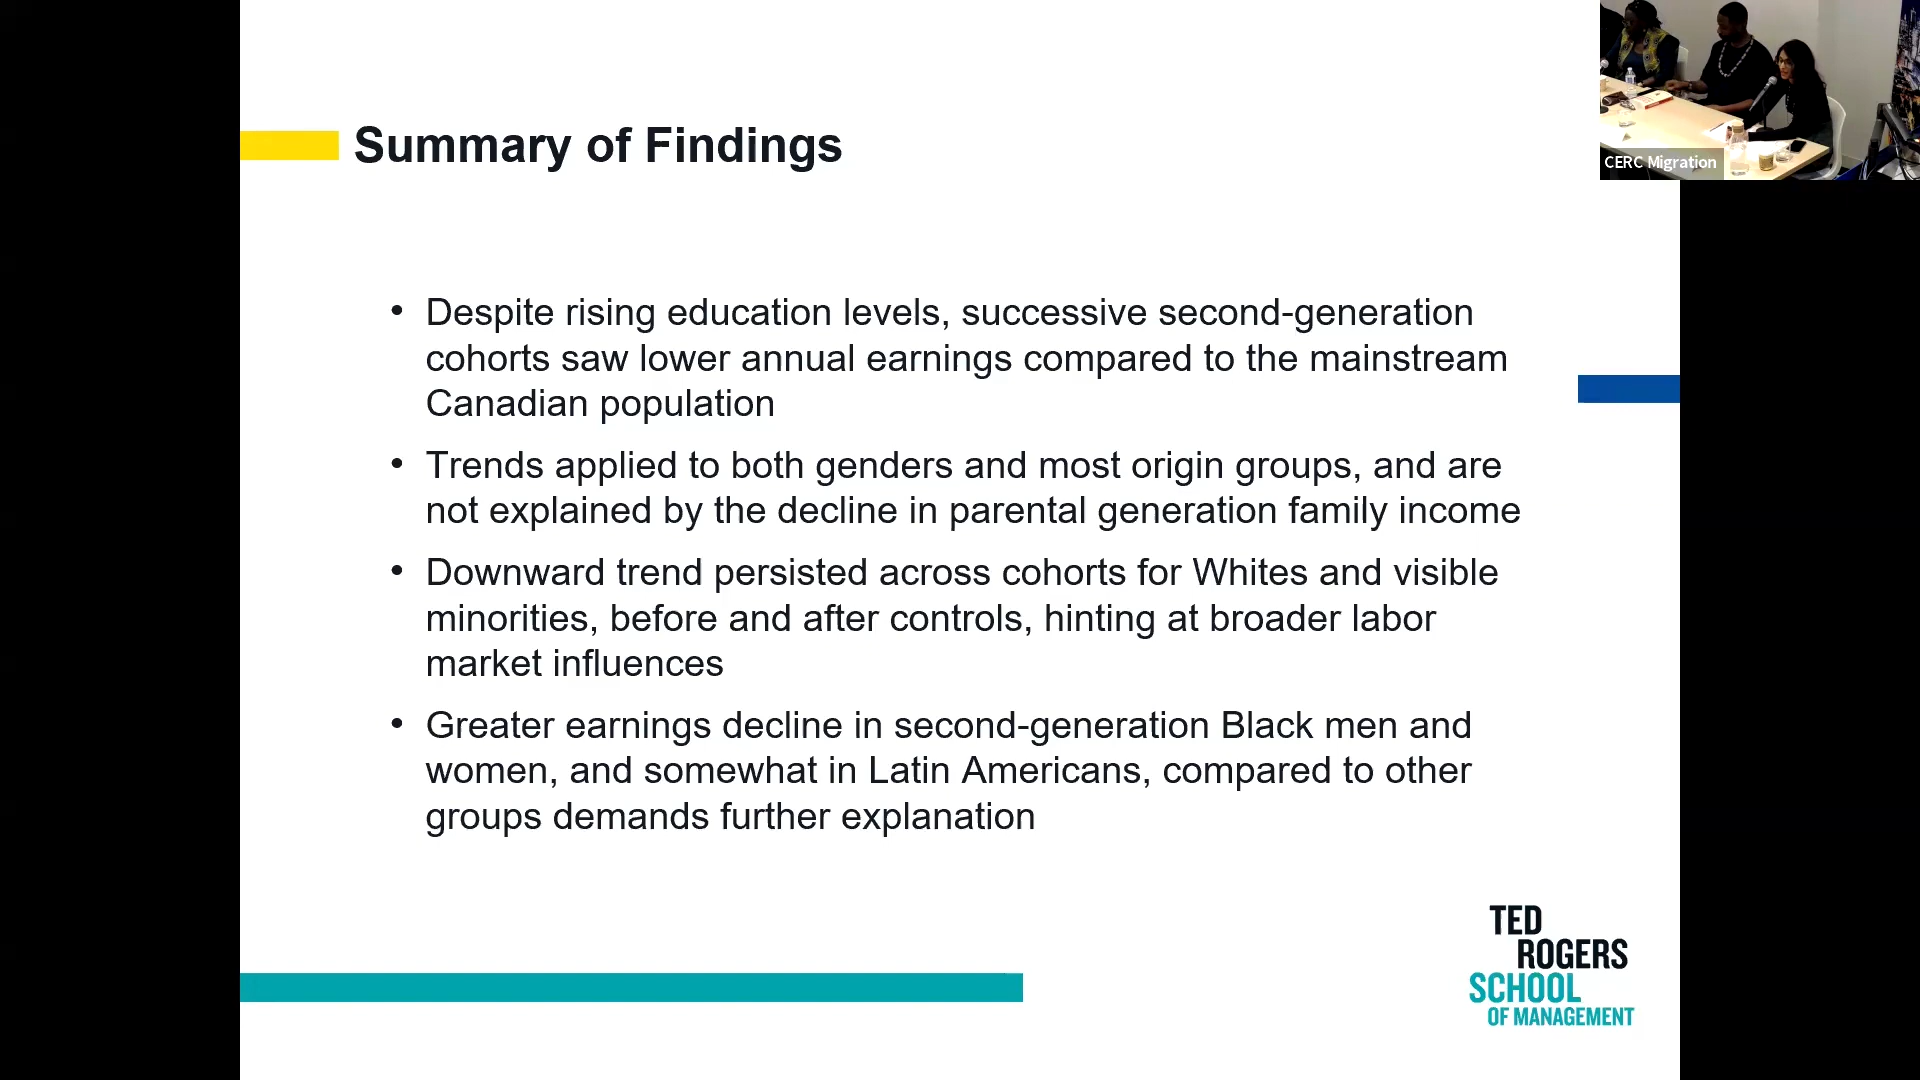 Summary of Findings
CERC Migration
• Despite rising education levels, successive second-generation
cohorts saw lower annual earnings compared to the mainstream
Canadian population
• Trends applied to both genders and most origin groups, and are
not explained by the decline in parental generation family income
• Downward trend persisted across cohorts for Whites and visible
minorities, before and after controls, hinting at broader labor
market influences
• Greater earnings decline in second-generation Black men and
women, and somewhat in Latin Americans, compared to other
groups demands further explanation
TED
ROGERS
SCHOOL
OF MANAGEMENT